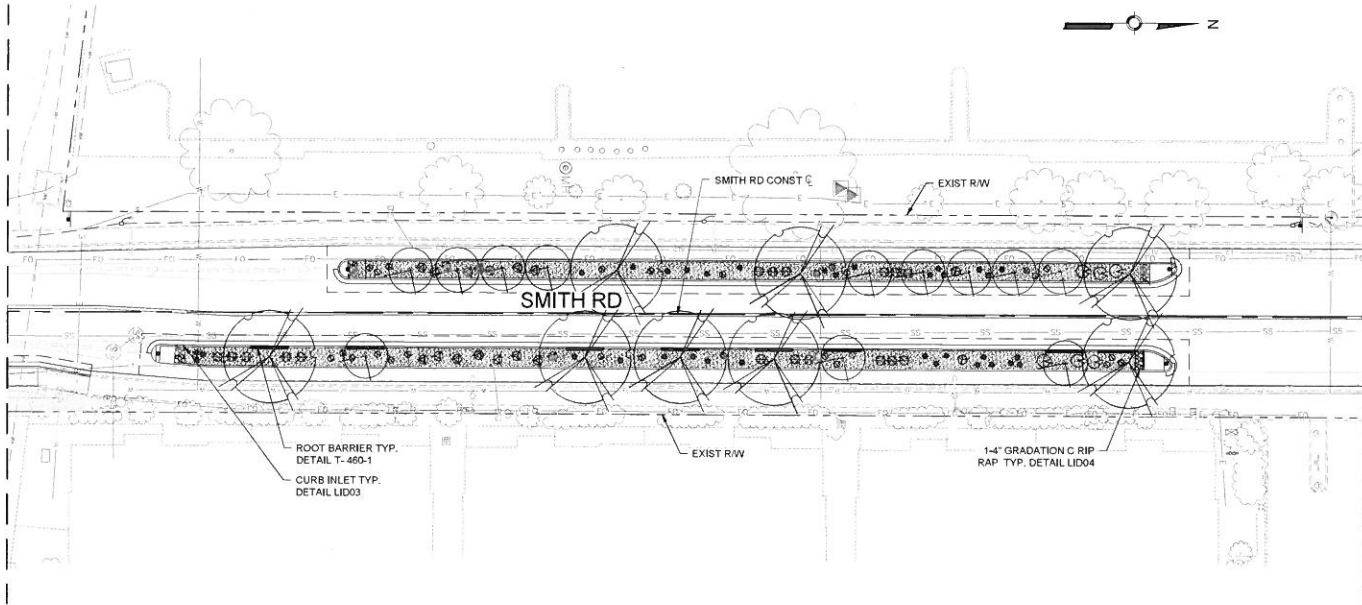 N
SMITH RD CONST ℄
EXIST R/W
SMITH RD
ROOT BARRIER TYP.
DETAIL T- 460-1
CURB INLET TYP.
DETAIL LID03
EXIST R/W
1-4" GRADATION C RIP
RAP TYP. DETAIL LID04